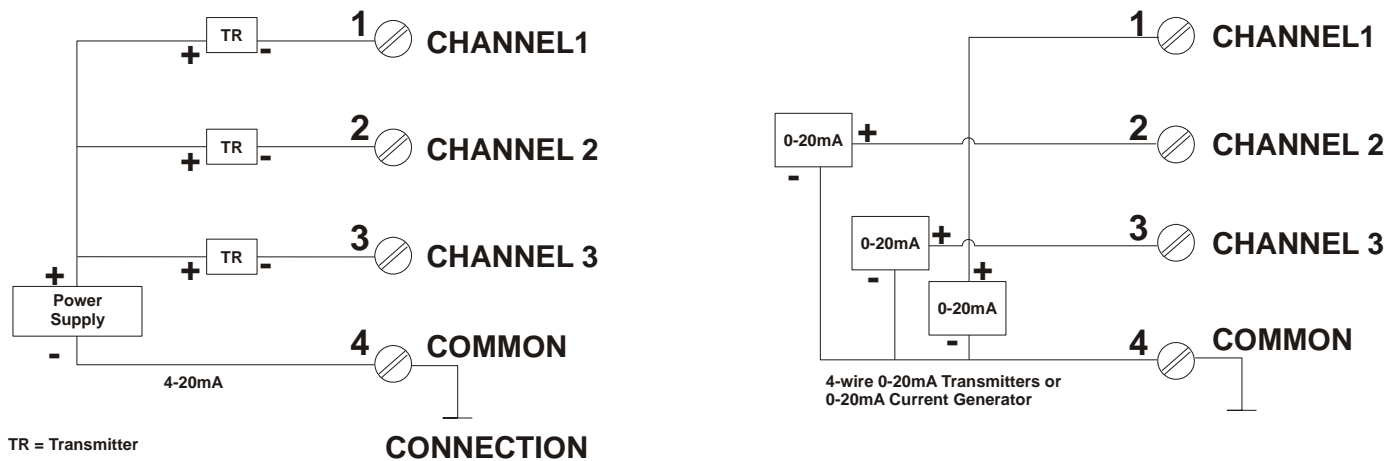 TR
+ -
1
CHANNEL1
TR
+ -
2
CHANNEL 2
TR
+ -
3
CHANNEL 3
+
Power
Supply
-
4
COMMON
4-20mA
TR = Transmitter
CONNECTION
1
CHANNEL1
0-20mA
+
-
2
CHANNEL 2
0-20mA
+
-
3
CHANNEL 3
+
0-20mA
-
4
COMMON
4-wire 0-20mA Transmitters or
0-20mA Current Generator